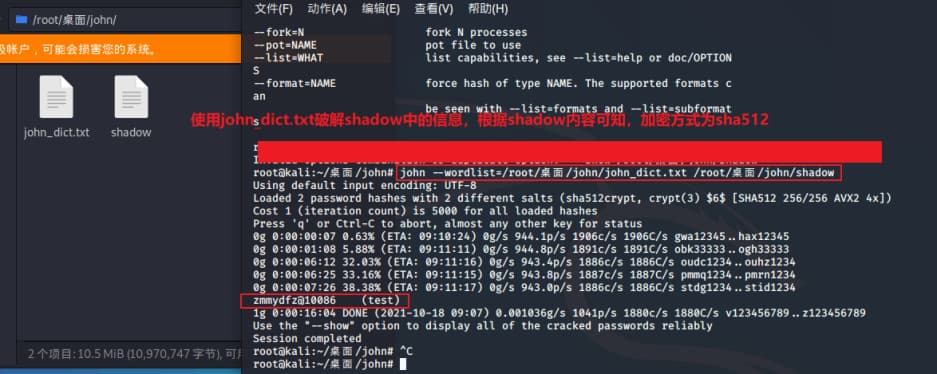 /root/桌面/john/
文件(F) 动作(A) 编辑(E) 查看(V) 帮助(H)
级帐户，可能会损害您的系统。
john_dict.txt
shadow
2 个项目: 10.5 MiB (10,970,747 字节), 可用
--fork=N fork N processes
--pot=NAME pot file to use
--list=WHAT list capabilities, see --list=help or doc/OPTION
S
--format=NAME force hash of type NAME. The supported formats c
an
be seen with --list=formats and --list=subformat
s
使用john_dict.txt破解shadow中的信息，根据shadow内容可知，加密方式为sha512
root@kali:~/桌面/john# john --wordlist=/root/桌面/john/john_dict.txt /root/桌面/john/shadow
Using default input encoding: UTF-8
Loaded 2 password hashes with 2 different salts (sha512crypt, crypt(3) $6$ [SHA512 256/256 AVX2 4x])
Cost 1 (iteration count) is 5000 for all loaded hashes
Press 'q' or Ctrl-C to abort, almost any other key for status
0g 0:00:00:07 0.63% (ETA: 09:10:24) 0g/s 944.1p/s 1906c/s 1906C/s gwa12345..hax12345
0g 0:00:01:08 5.88% (ETA: 09:11:11) 0g/s 944.8p/s 1891c/s 1891C/s obk33333..ogh33333
0g 0:00:06:12 32.03% (ETA: 09:11:16) 0g/s 943.4p/s 1886c/s 1886C/s oudc1234..ouhz1234
0g 0:00:06:25 33.16% (ETA: 09:11:15) 0g/s 943.8p/s 1887c/s 1887C/s pmmq1234..pmrn1234
0g 0:00:07:26 38.38% (ETA: 09:11:17) 0g/s 943.0p/s 1886c/s 1886C/s stdg1234..stid1234
zmmydfz@10086 (test)
1g 0:00:16:04 DONE (2021-10-18 09:07) 0.001036g/s 1041p/s 1880c/s 1880C/s v123456789..z123456789
Use the "--show" option to display all of the cracked passwords reliably
Session completed
root@kali:~/桌面/john# ^C
root@kali:~/桌面/john#